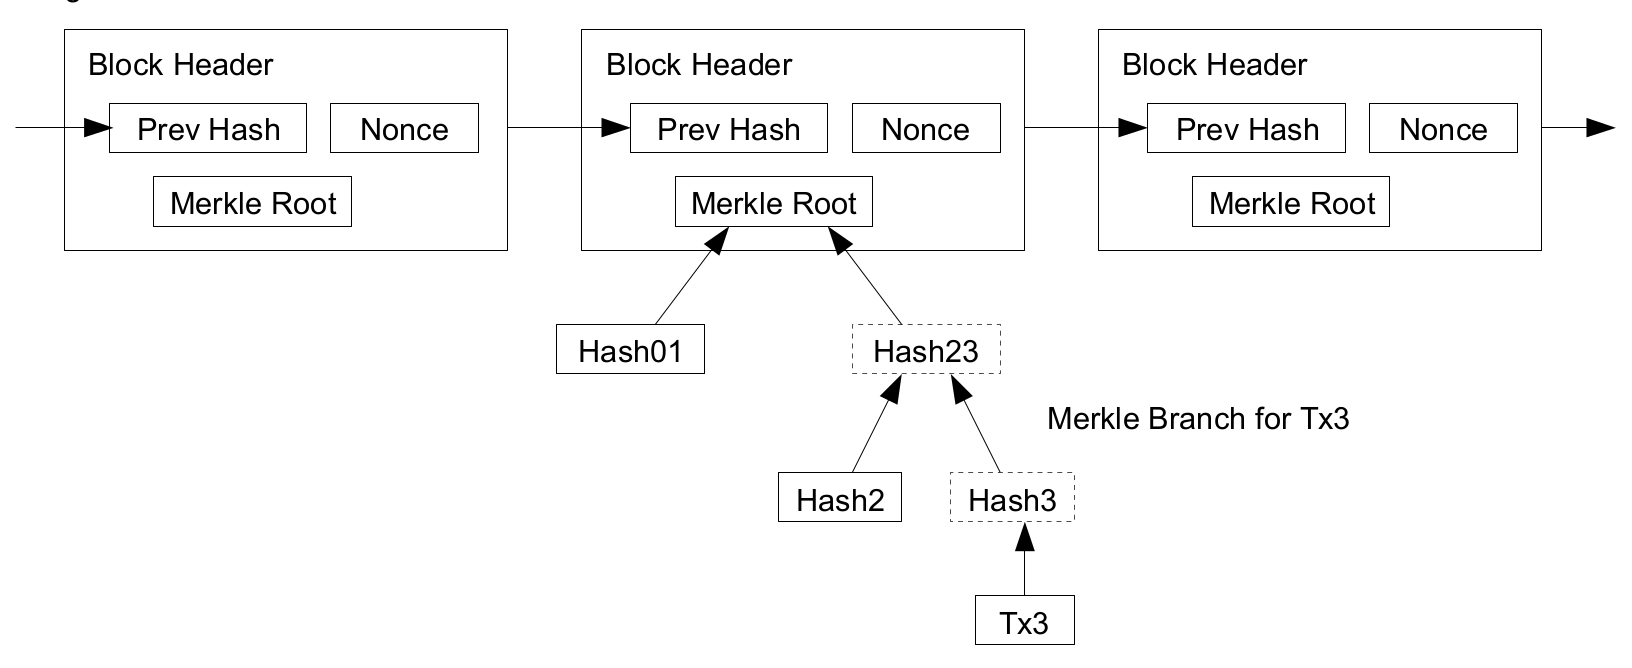 Block Header Block Header Block Header
Prev Hash Nonce Prev Hash Nonce Prev Hash Nonce
Merkle Root Merkle Root Merkle Root
Hash01 Hash23
Merkle Branch for Tx3
Hash2 Hash3
Tx3